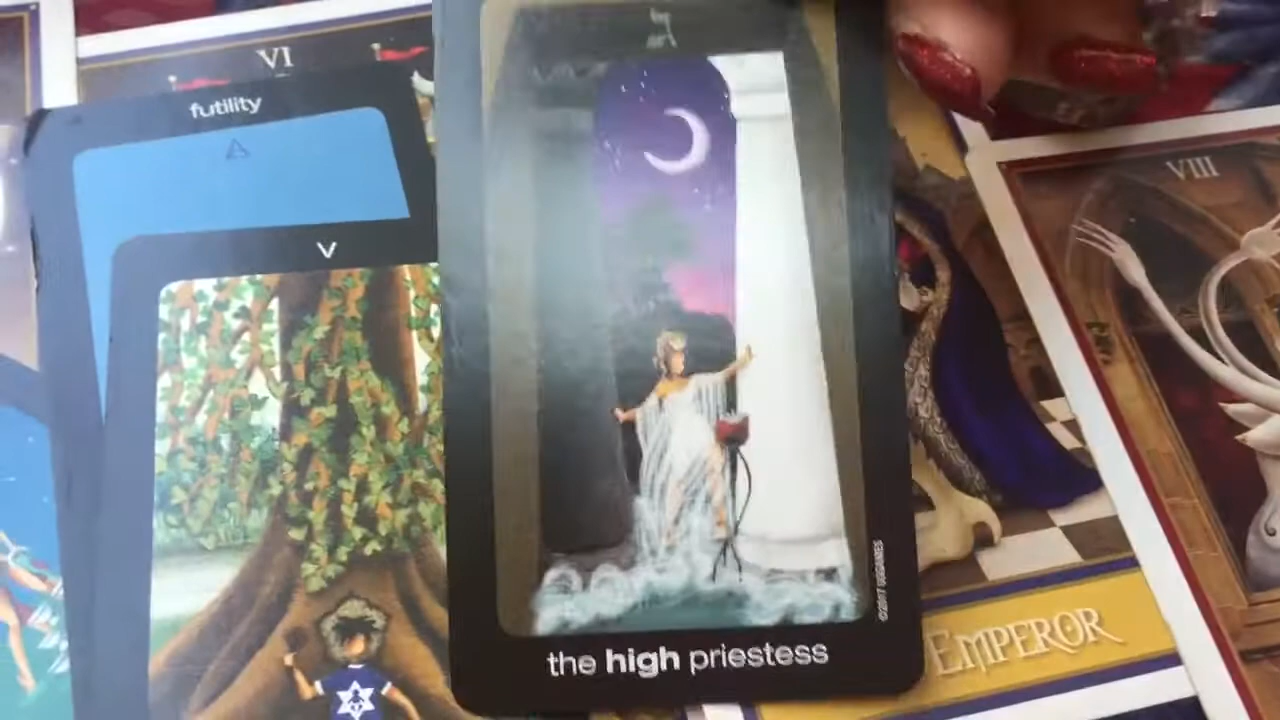 VI
futility
V
the high priestess
EMPEROR
VIII